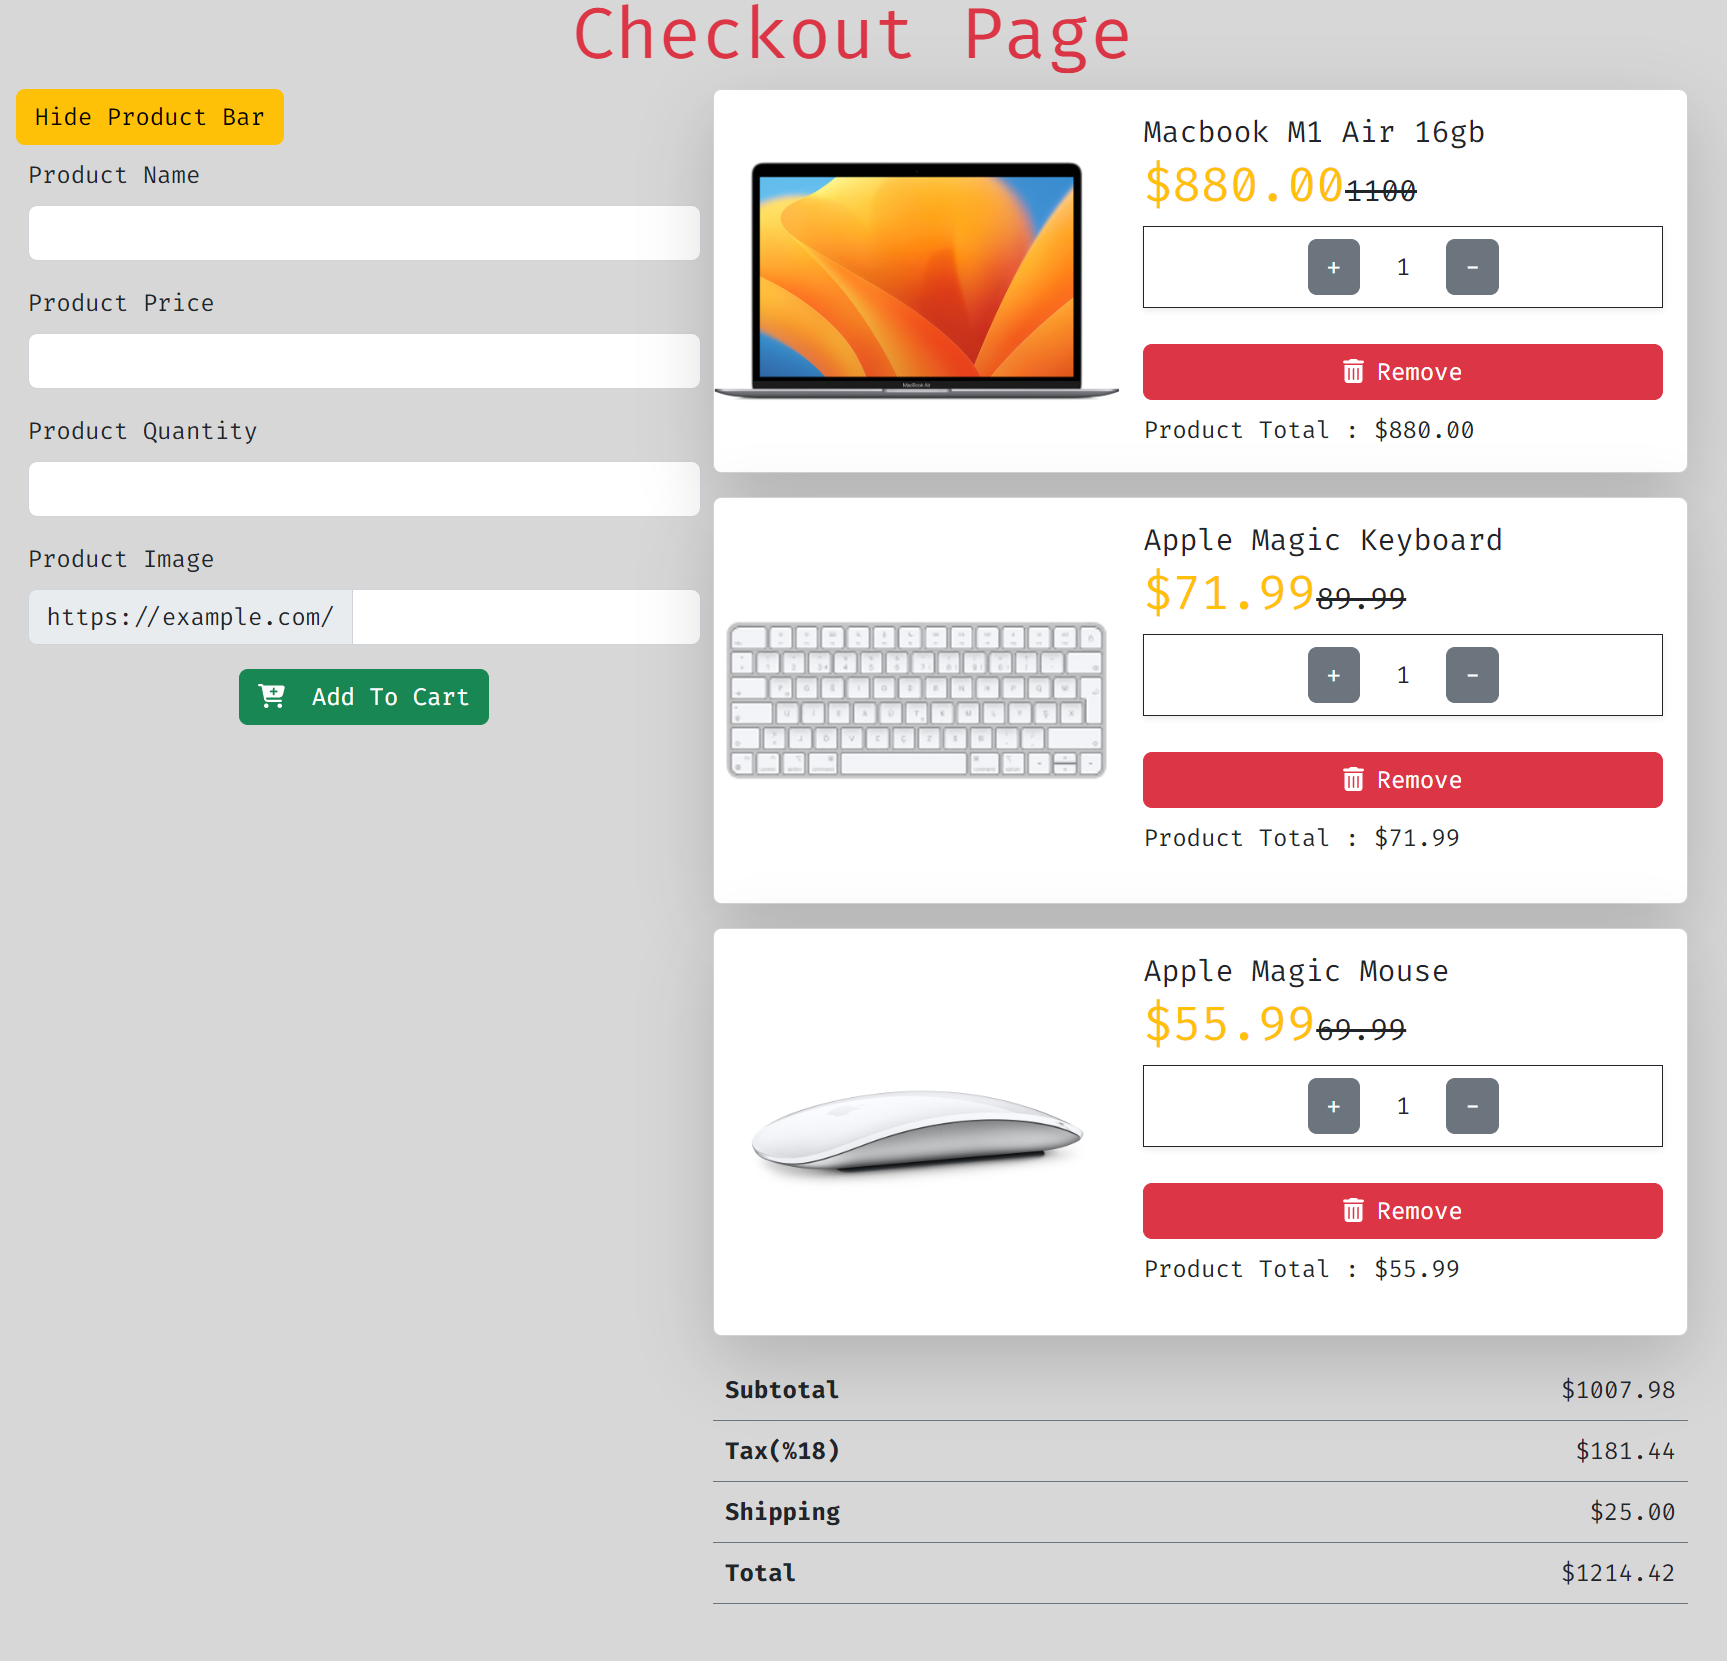 Checkout Page
Hide Product Bar
Product Name
Product Price
Product Quantity
Product Image
https://example.com/
Add To Cart
MacBook Air
Macbook M1 Air 16gb
$880.00 1100
+ 1 -
Remove
Product Total : $880.00
Apple Magic Keyboard
$71.99 89.99
+ 1 -
Remove
Product Total : $71.99
Apple Magic Mouse
$55.99 69.99
+ 1 -
Remove
Product Total : $55.99
Subtotal $1007.98
Tax(%18) $181.44
Shipping $25.00
Total $1214.42